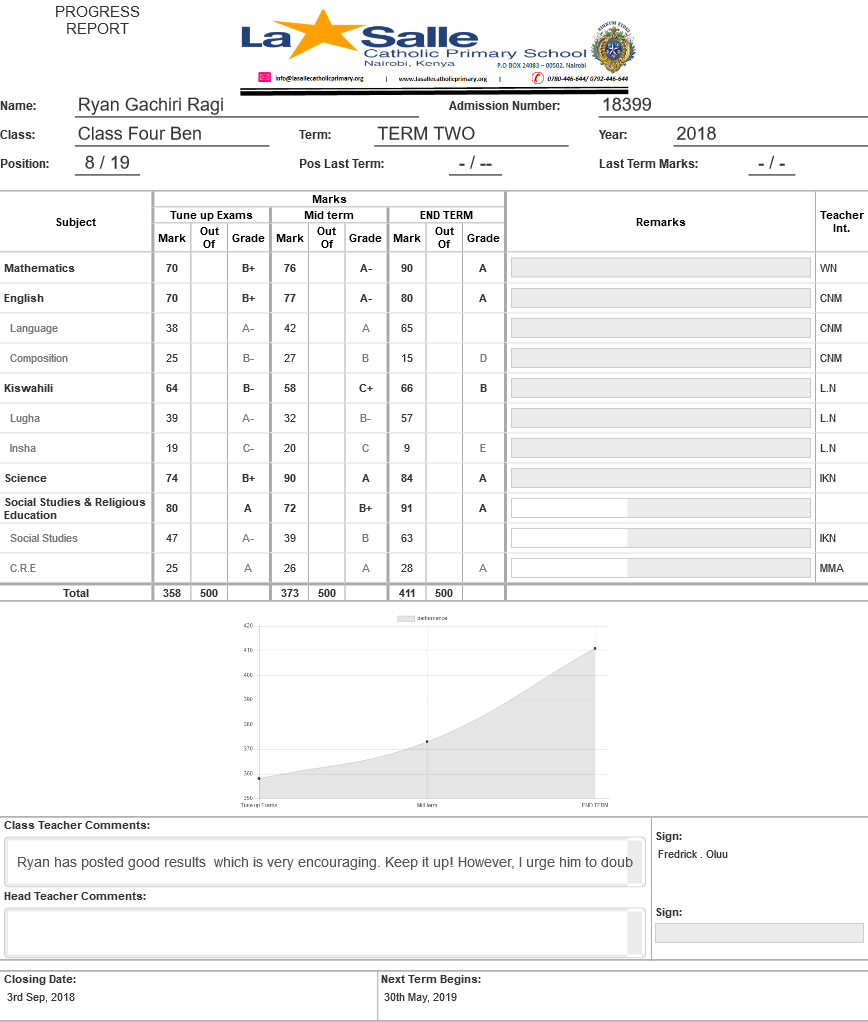 PROGRESS
REPORT
La Salle
Catholic Primary School
Nairobi, Kenya
P.O BOX 24083 – 00502, Nairobi
info@lasallecatholicprimary.org | www.lasallecatholicprimary.org | 0780-446-644/ 0792-446-644
Name: Ryan Gachiri Ragi Admission Number: 18399
Class: Class Four Ben Term: TERM TWO Year: 2018
Position: 8 / 19 Pos Last Term: - / -- Last Term Marks: - / -
Subject Marks Remarks Teacher Int.
Tune up Exams Mid term END TERM
Mark Out Of Grade Mark Out Of Grade Mark Out Of Grade
Mathematics 70 B+ 76 A- 90 A WN
English 70 B+ 77 A- 80 A CNM
Language 38 A- 42 A 65 CNM
Composition 25 B- 27 B 15 D CNM
Kiswahili 64 B- 58 C+ 66 B L.N
Lugha 39 A- 32 B- 57 L.N
Insha 19 C- 20 C 9 E L.N
Science 74 B+ 90 A 84 A IKN
Social Studies & Religious
Education 80 A 72 B+ 91 A
Social Studies 47 A- 39 B 63 IKN
C.R.E 25 A 26 A 28 A MMA
Total 358 500 373 500 411 500
performance
420
410
400
390
380
370
360
350
Tune up Exams Mid term END TERM
Class Teacher Comments:
Ryan has posted good results which is very encouraging. Keep it up! However, I urge him to doub
Sign:
Fredrick . Oluu
Head Teacher Comments:
Sign:
Closing Date: Next Term Begins:
3rd Sep, 2018 30th May, 2019